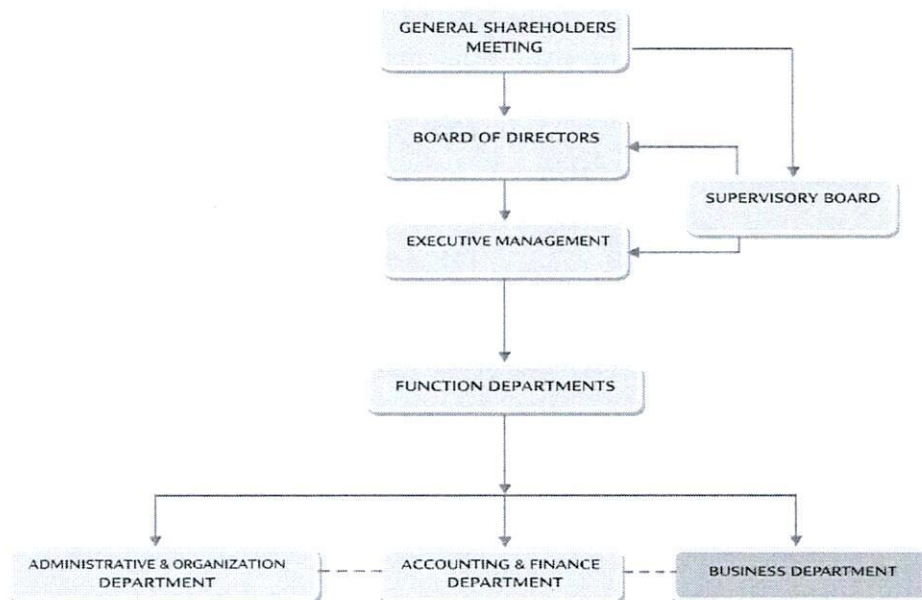 GENERAL SHAREHOLDERS
MEETING
BOARD OF DIRECTORS
SUPERVISORY BOARD
EXECUTIVE MANAGEMENT
FUNCTION DEPARTMENTS
ADMINISTRATIVE & ORGANIZATION
DEPARTMENT
ACCOUNTING & FINANCE
DEPARTMENT
BUSINESS DEPARTMENT